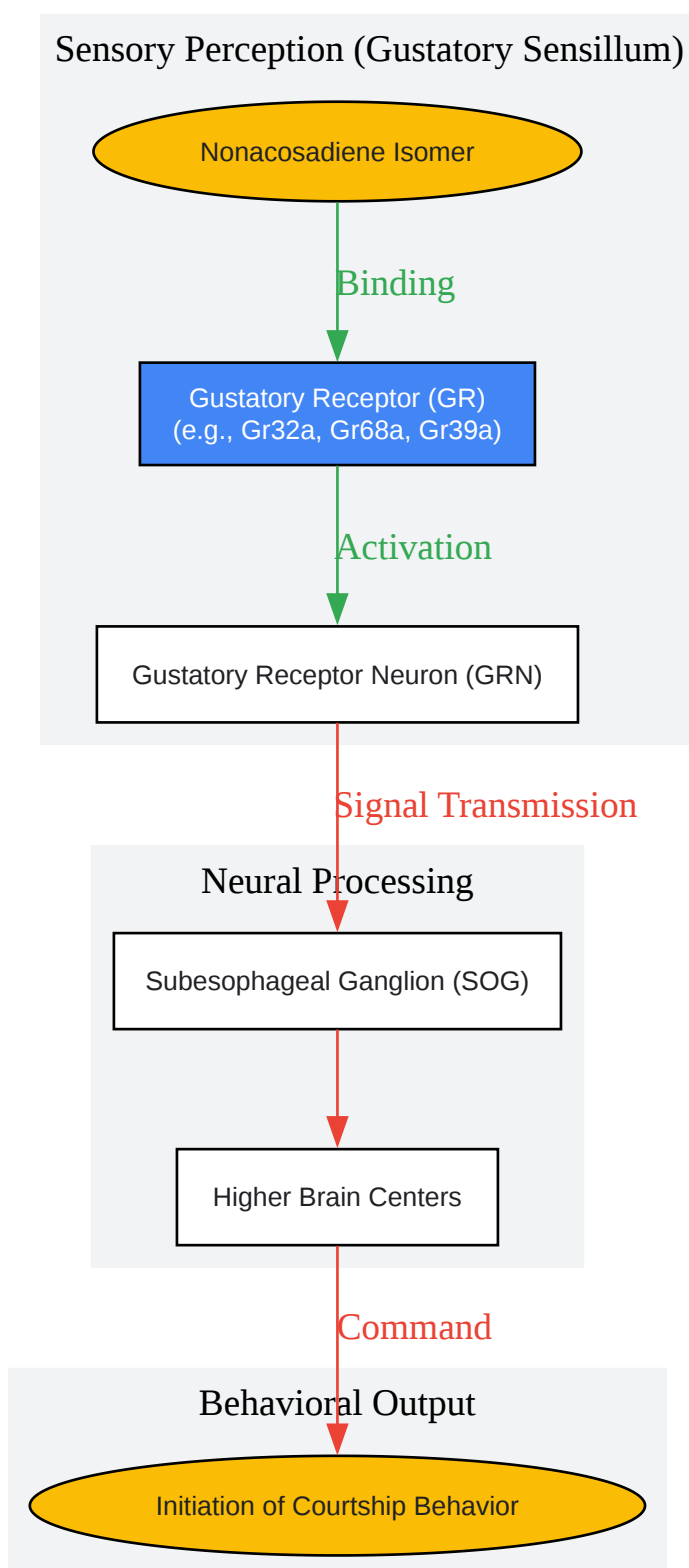 Sensory Perception (Gustatory Sensillum)
Nonacosadiene Isomer
Binding
Gustatory Receptor (GR)
(e.g., Gr32a, Gr68a, Gr39a)
Activation
Gustatory Receptor Neuron (GRN)
Signal Transmission
Neural Processing
Subesophageal Ganglion (SOG)
Higher Brain Centers
Command
Behavioral Output
Initiation of Courtship Behavior